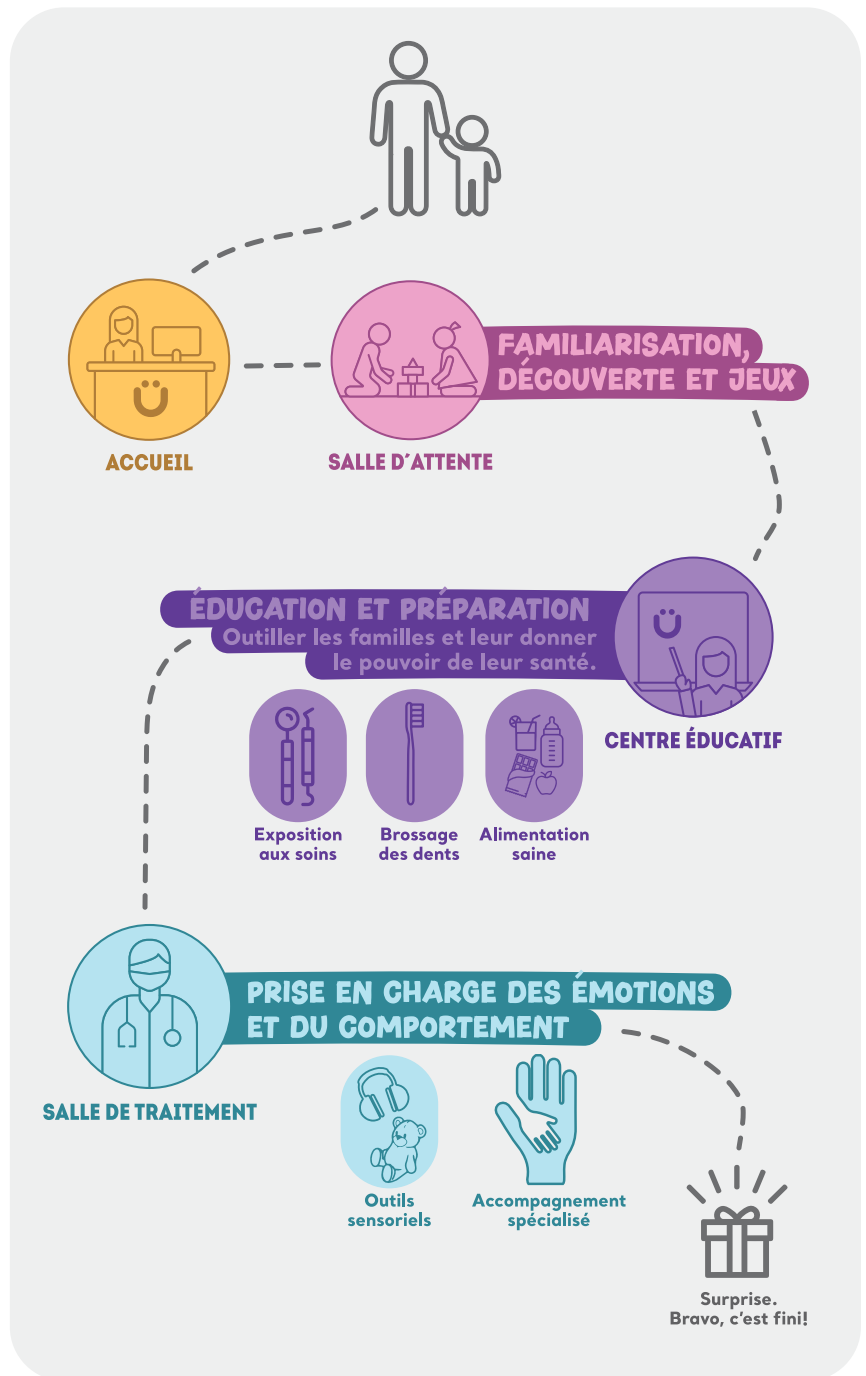 FAMILIARISATION,
DÉCOUVERTE ET JEUX
Ü
ACCUEIL
SALLE D'ATTENTE
ÉDUCATION ET PRÉPARATION
Outiller les familles et leur donner
le pouvoir de leur santé.
Ü
CENTRE ÉDUCATIF
Exposition
aux soins
Brossage
des dents
Alimentation
saine
PRISE EN CHARGE DES ÉMOTIONS
ET DU COMPORTEMENT
SALLE DE TRAITEMENT
Outils
sensoriels
Accompagnement
spécialisé
Surprise.
Bravo, c'est fini!